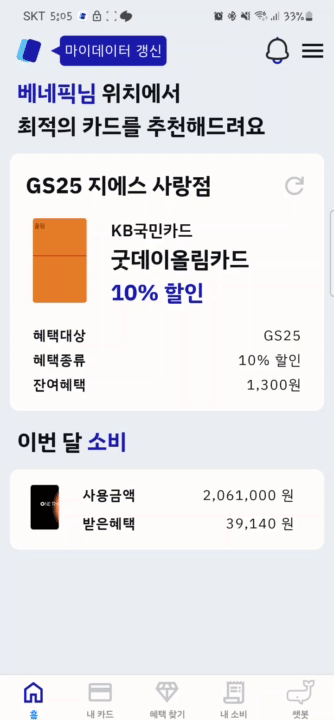 SKT 5:05 33%
마이데이터 갱신
베네픽님 위치에서
최적의 카드를 추천해드려요
GS25 지에스 사랑점
올림
KB국민카드
굿데이올림카드
10% 할인
혜택대상 GS25
혜택종류 10% 할인
잔여혜택 1,300원
이번 달 소비
사용금액 2,061,000 원
받은혜택 39,140 원
홈 내 카드 혜택 찾기 내 소비 챗봇